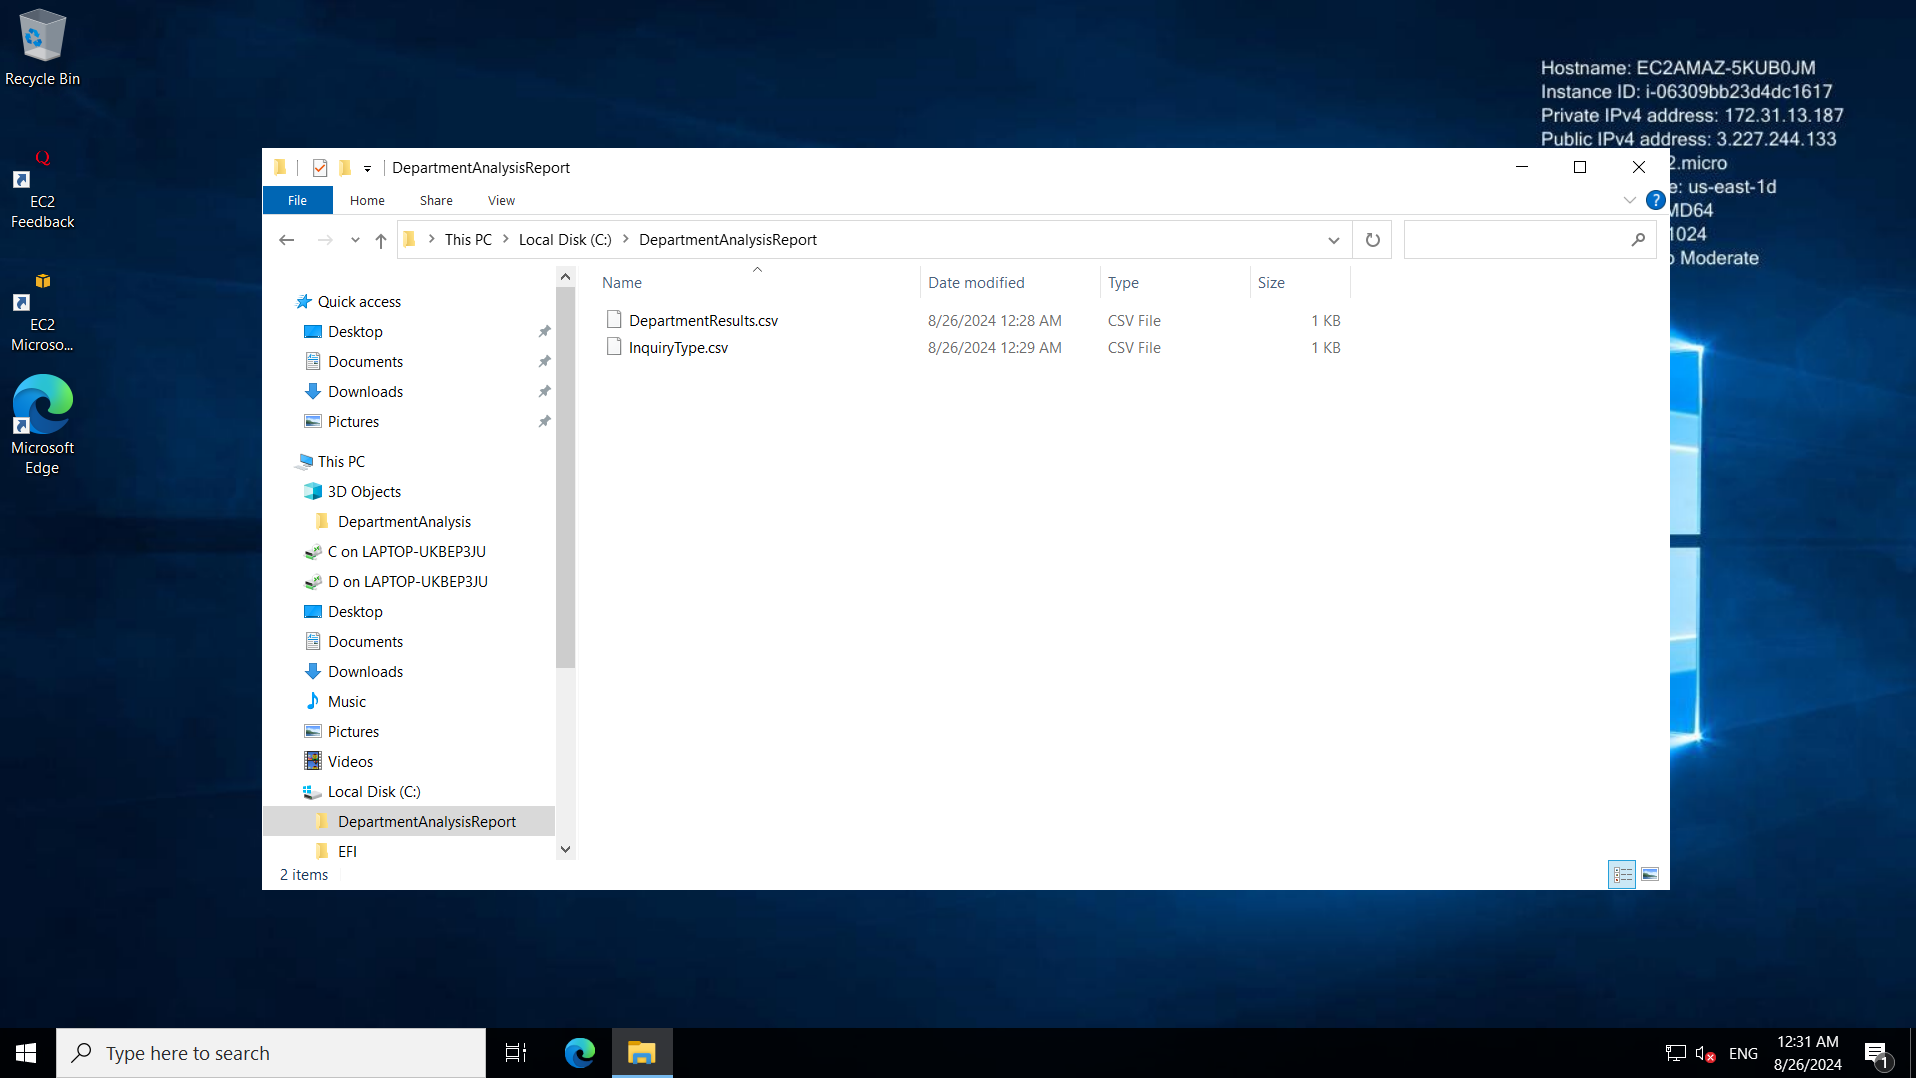 Recycle Bin
EC2
Feedback
EC2
Microso...
Microsoft
Edge
Hostname: EC2AMAZ-5KUB0JM
Instance ID: i-06309bb23d4dc1617
Private IPv4 address: 172.31.13.187
Public IPv4 address: 3.227.244.133
2.micro
e: us-east-1d
MD64
1024
o Moderate
DepartmentAnalysisReport
File Home Share View
?
This PC Local Disk (C:) DepartmentAnalysisReport
Name Date modified Type Size
DepartmentResults.csv 8/26/2024 12:28 AM CSV File 1 KB
InquiryType.csv 8/26/2024 12:29 AM CSV File 1 KB
Quick access
Desktop
Documents
Downloads
Pictures
This PC
3D Objects
DepartmentAnalysis
C on LAPTOP-UKBEP3JU
D on LAPTOP-UKBEP3JU
Desktop
Documents
Downloads
Music
Pictures
Videos
Local Disk (C:)
DepartmentAnalysisReport
EFI
2 items
Type here to search
ENG
12:31 AM
8/26/2024
1